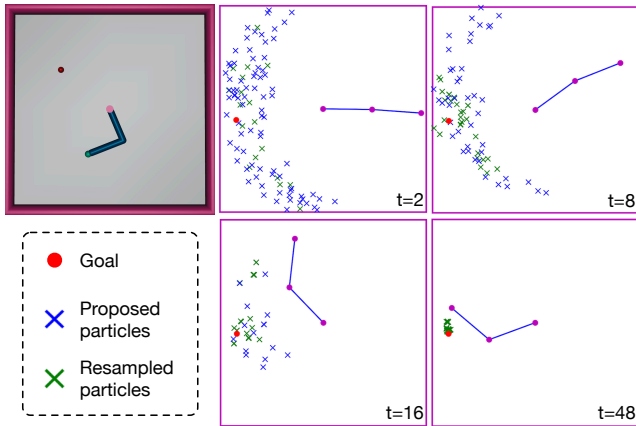 t=2
t=8
Goal
Proposed
particles
Resampled
particles
t=16
t=48